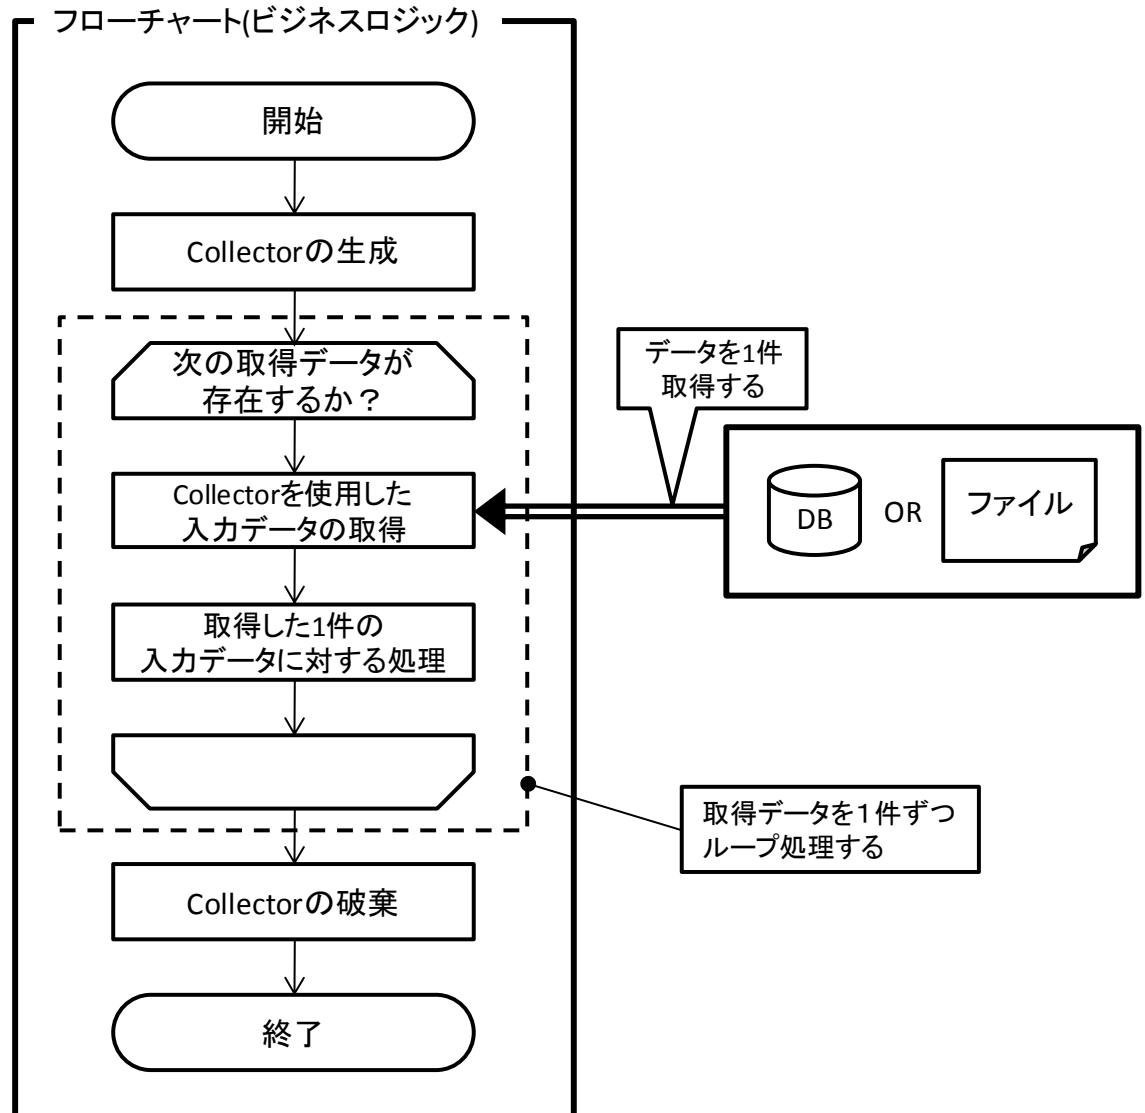 フローチャート(ビジネスロジック)
開始
Collectorの生成
次の取得データが
存在するか？
データを1件
取得する
Collectorを使用した
入力データの取得
DB
OR
ファイル
取得した1件の
入力データに対する処理
取得データを１件ずつ
ループ処理する
Collectorの破棄
終了